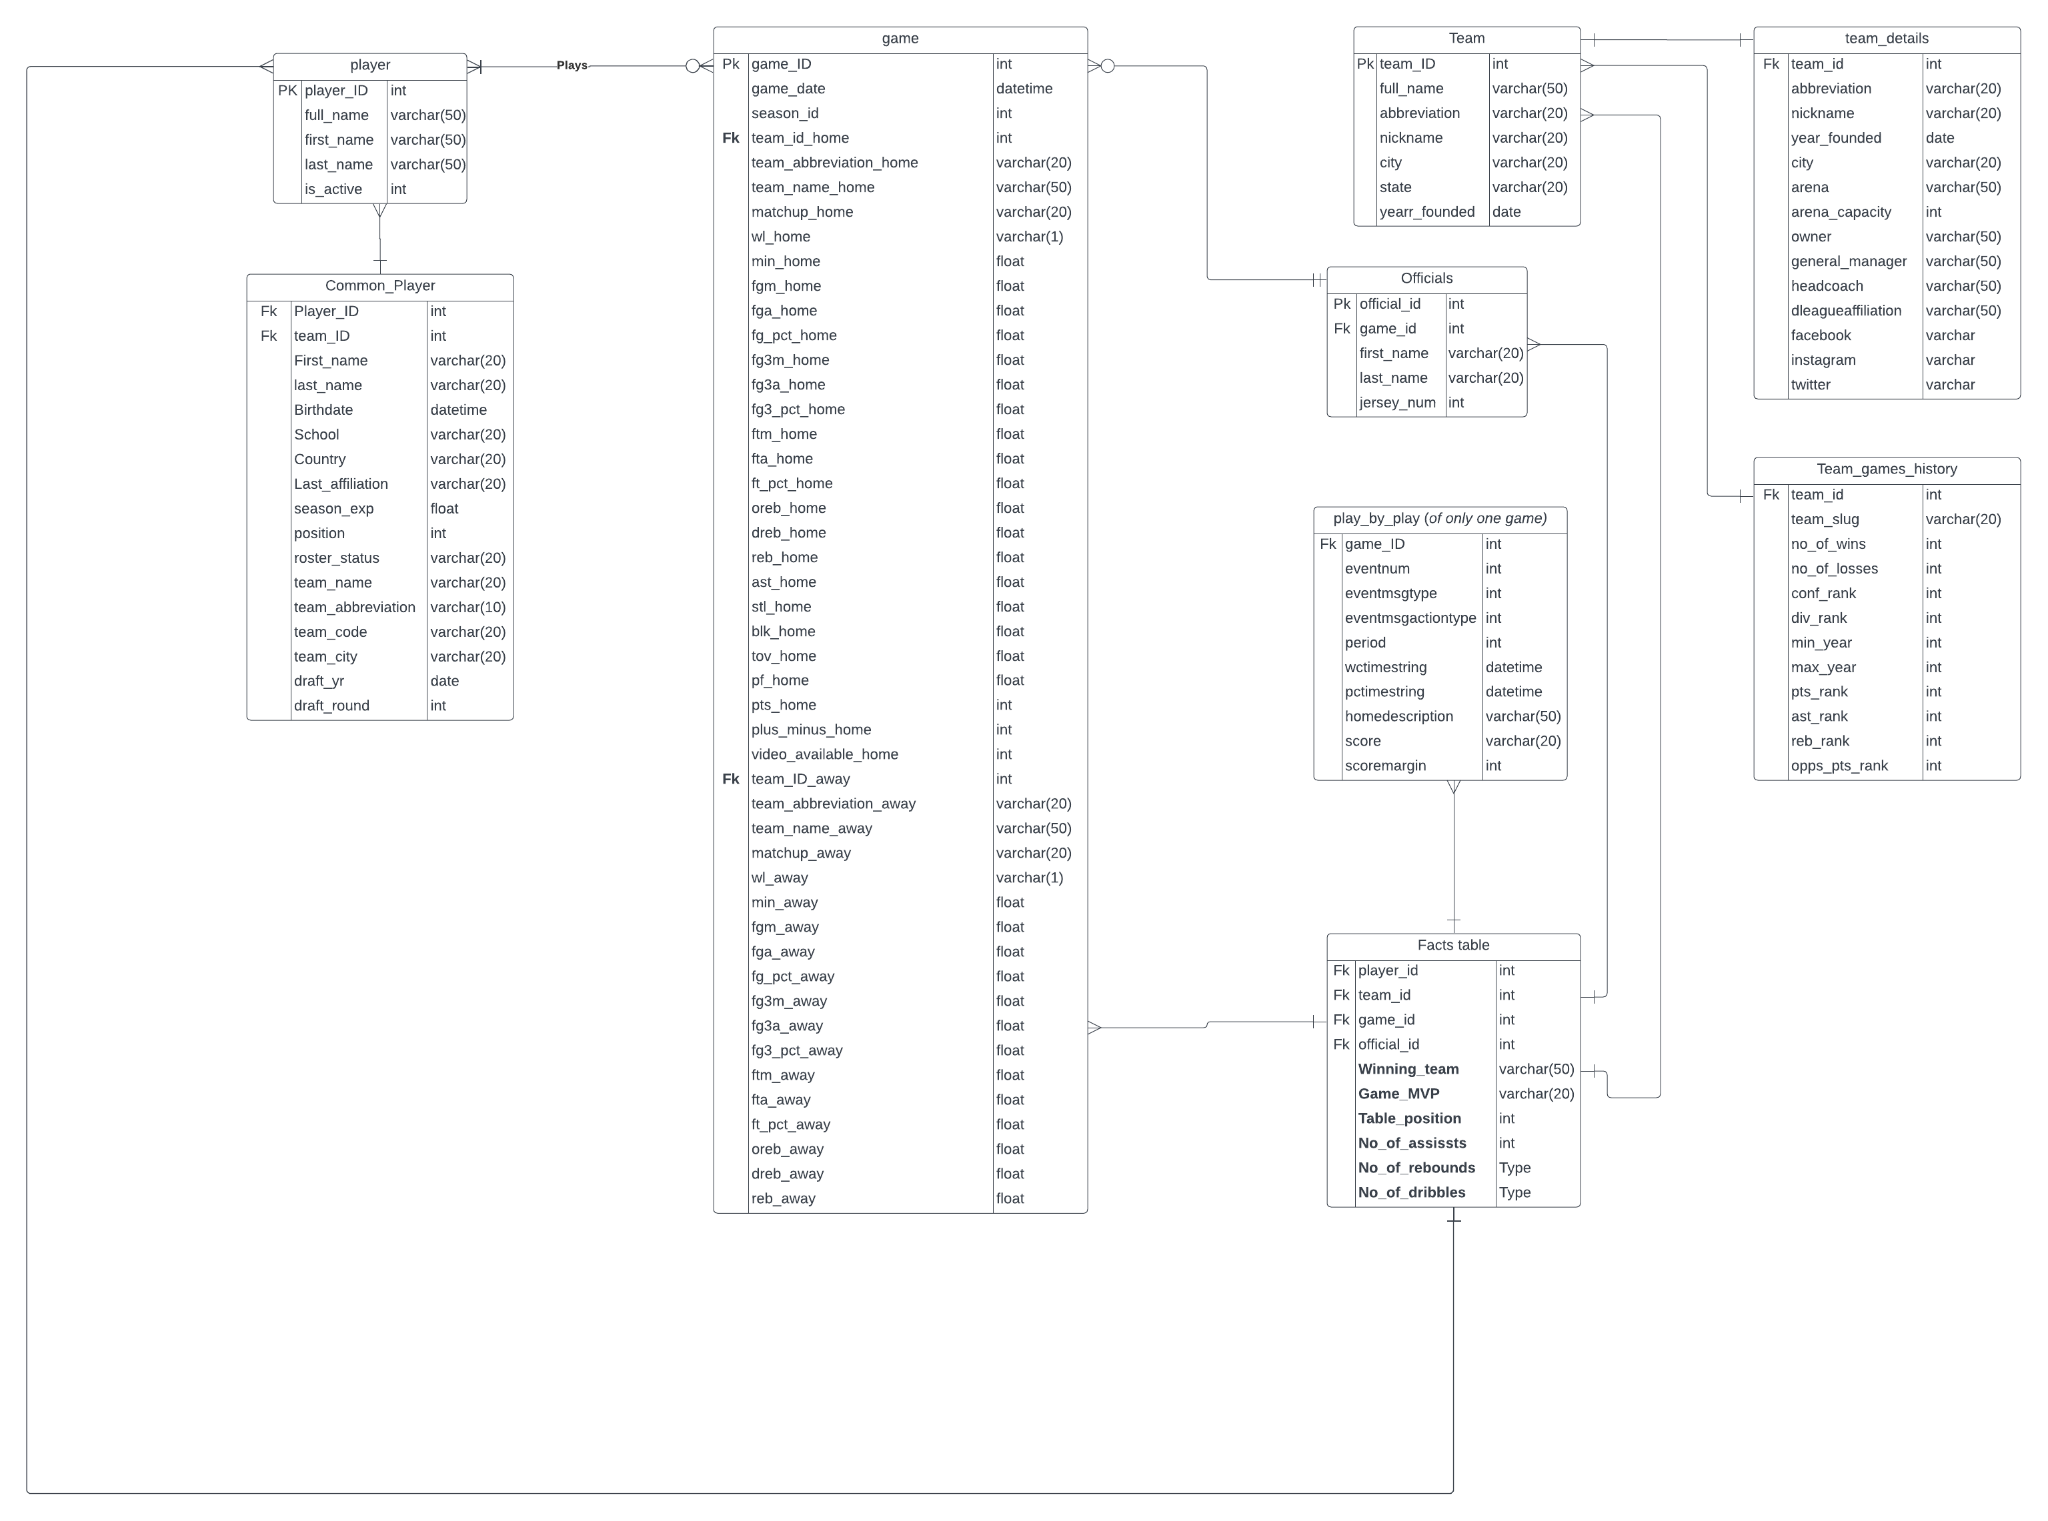 player
PK player_ID int
full_name varchar(50)
first_name varchar(50)
last_name varchar(50)
is_active int
Plays
Common_Player
Fk Player_ID int
Fk team_ID int
First_name varchar(20)
last_name varchar(20)
Birthdate datetime
School varchar(20)
Country varchar(20)
Last_affiliation varchar(20)
season_exp float
position int
roster_status varchar(20)
team_name varchar(20)
team_abbreviation varchar(10)
team_code varchar(20)
team_city varchar(20)
draft_yr date
draft_round int
game
Pk game_ID int
game_date datetime
season_id int
Fk team_id_home int
team_abbreviation_home varchar(20)
team_name_home varchar(50)
matchup_home varchar(20)
wl_home varchar(1)
min_home float
fgm_home float
fga_home float
fg_pct_home float
fg3m_home float
fg3a_home float
fg3_pct_home float
ftm_home float
fta_home float
ft_pct_home float
oreb_home float
dreb_home float
reb_home float
ast_home float
stl_home float
blk_home float
tov_home float
pf_home float
pts_home int
plus_minus_home int
video_available_home int
Fk team_ID_away int
team_abbreviation_away varchar(20)
team_name_away varchar(50)
matchup_away varchar(20)
wl_away varchar(1)
min_away float
fgm_away float
fga_away float
fg_pct_away float
fg3m_away float
fg3a_away float
fg3_pct_away float
ftm_away float
fta_away float
ft_pct_away float
oreb_away float
dreb_away float
reb_away float
Team
Pk team_ID int
full_name varchar(50)
abbreviation varchar(20)
nickname varchar(20)
city varchar(20)
state varchar(20)
yearr_founded date
Officials
Pk official_id int
Fk game_id int
first_name varchar(20)
last_name varchar(20)
jersey_num int
play_by_play (of only one game)
Fk game_ID int
eventnum int
eventmsgtype int
eventmsgactiontype int
period int
wctimestring datetime
pctimestring datetime
homedescription varchar(50)
score varchar(20)
scoremargin int
Facts table
Fk player_id int
Fk team_id int
Fk game_id int
Fk official_id int
Winning_team varchar(50)
Game_MVP varchar(20)
Table_position int
No_of_assissts int
No_of_rebounds Type
No_of_dribbles Type
team_details
Fk team_id int
abbreviation varchar(20)
nickname varchar(20)
year_founded date
city varchar(20)
arena varchar(50)
arena_capacity int
owner varchar(50)
general_manager varchar(50)
headcoach varchar(50)
dleagueaffiliation varchar(50)
facebook varchar
instagram varchar
twitter varchar
Team_games_history
Fk team_id int
team_slug varchar(20)
no_of_wins int
no_of_losses int
conf_rank int
div_rank int
min_year int
max_year int
pts_rank int
ast_rank int
reb_rank int
opps_pts_rank int